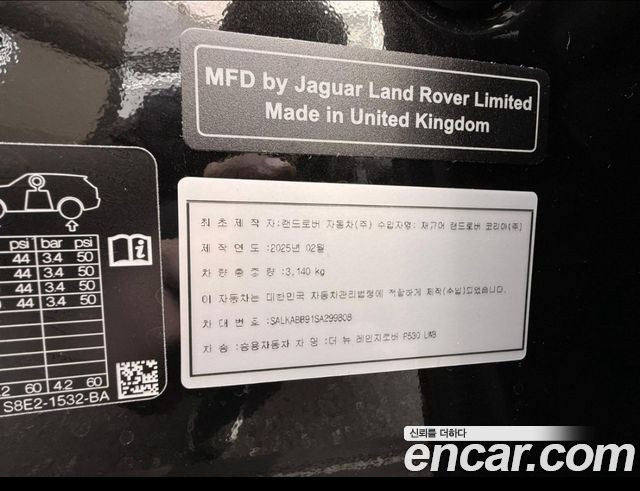 MFD by Jaguar Land Rover Limited
Made in United Kingdom
psi bar psi
44 3.4 50
44 3.4 50
44 3.4 50
44 3.4 50
60 4.2 60
S8E2-1532-BA
최초 제작 자:랜드로버 자동차(주) 수입자명: 재규어 랜드로버 코리아(주)
제작 연도:2025년 02월
차량 총중량:3,140 kg
이 자동차는 대한민국 자동차관리법령에 적합하게 제작(수입)되었습니다.
차대번호:SALKABB91SA299808
차종:승용자동차 차명:더 뉴 레인지로버 P530 LWB
신뢰를 더하다
encar.com